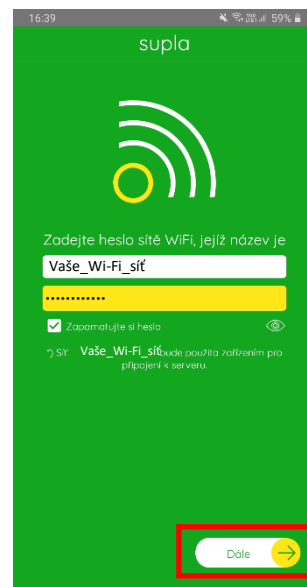 16:39
59%
supla
Zadejte heslo sítě WiFi, jejíž název je
Vaše_Wi-Fi_síť
••••••••••••
Zapamatujte si heslo
*) Síť Vaše_Wi-Fi_síť bude použita zařízením pro
připojení k serveru.
Dále